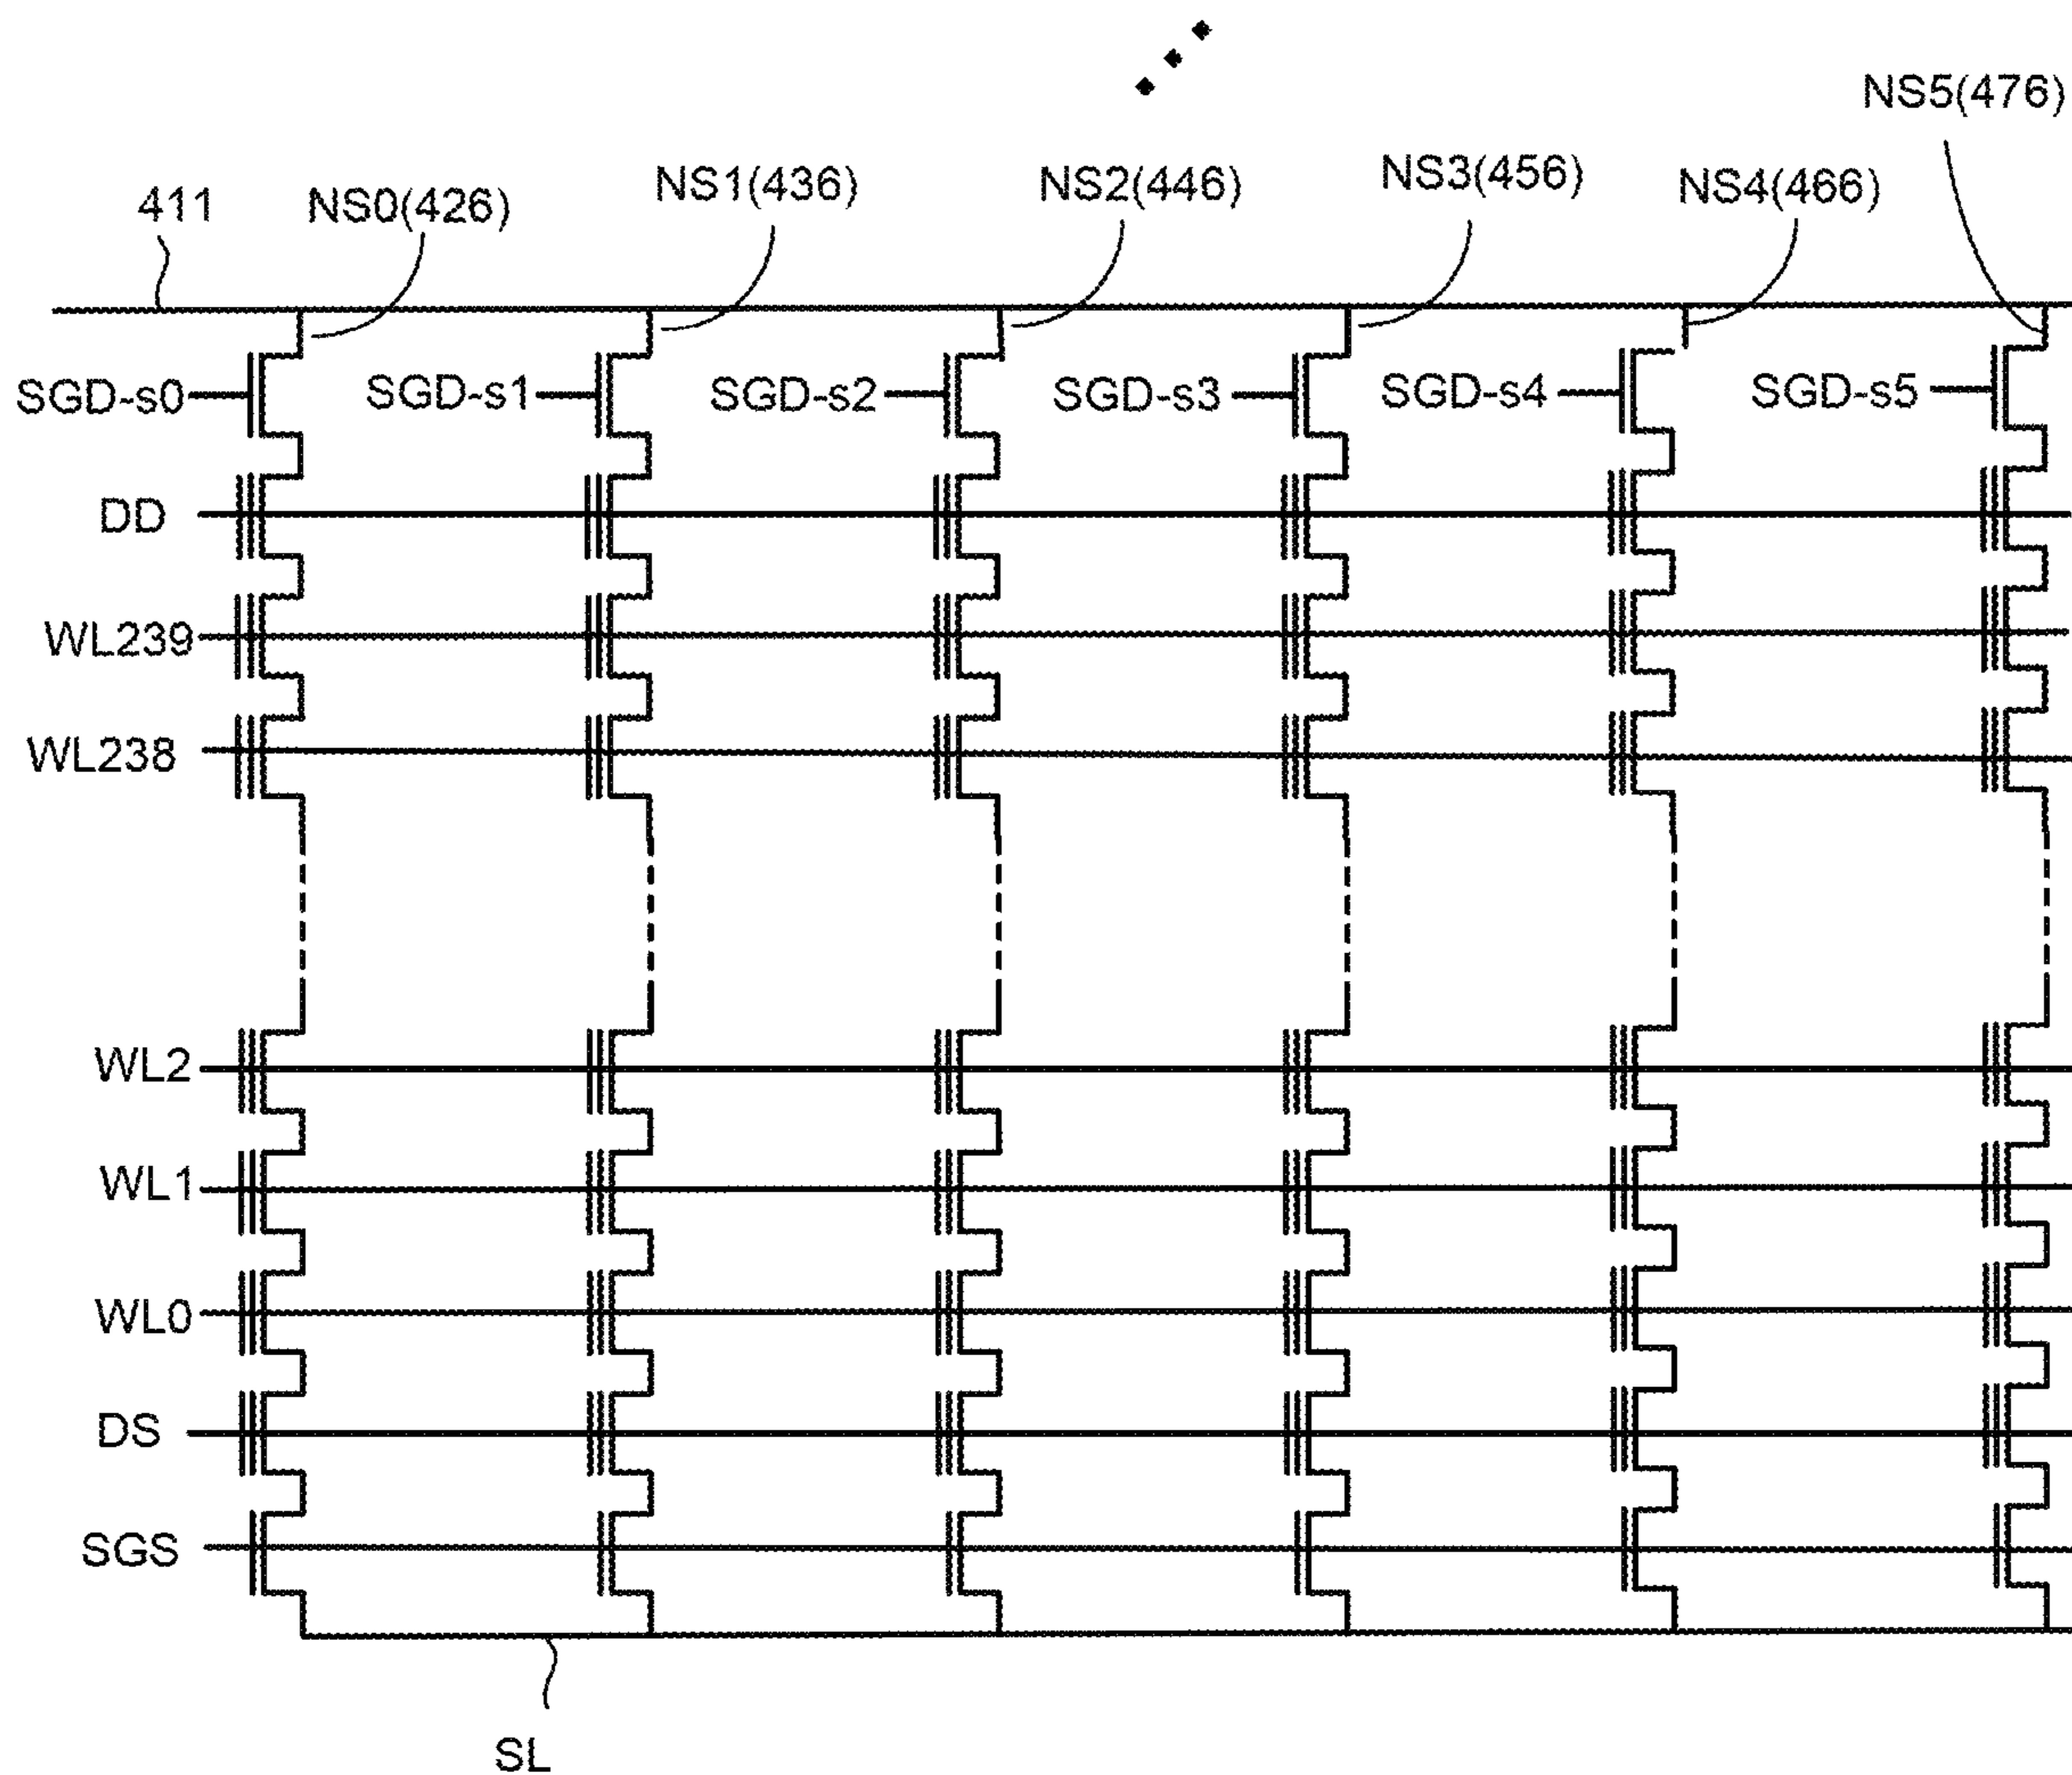 NS5(476)
411
NS0(426)
NS1(436)
NS2(446)
NS3(456)
NS4(466)
SGD-s0
SGD-s1
SGD-s2
SGD-s3
SGD-s4
SGD-s5
DD
WL239
WL238
WL2
WL1
WL0
DS
SGS
SL